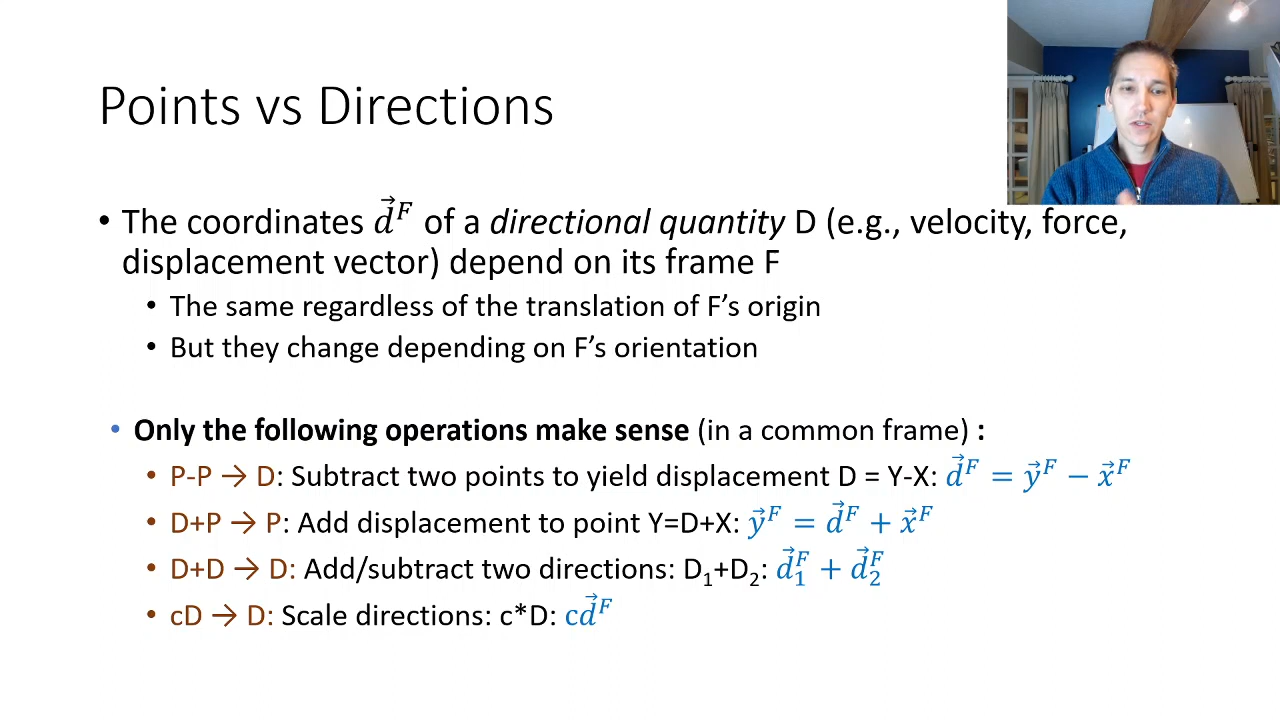 Points vs Directions
• The coordinates d⃗^F of a directional quantity D (e.g., velocity, force,
displacement vector) depend on its frame F
• The same regardless of the translation of F’s origin
• But they change depending on F’s orientation
• Only the following operations make sense (in a common frame) :
• P-P → D: Subtract two points to yield displacement D = Y-X: d⃗^F = y⃗^F − x⃗^F
• D+P → P: Add displacement to point Y=D+X: y⃗^F = d⃗^F + x⃗^F
• D+D → D: Add/subtract two directions: D₁+D₂: d⃗₁^F + d⃗₂^F
• cD → D: Scale directions: c*D: cd⃗^F